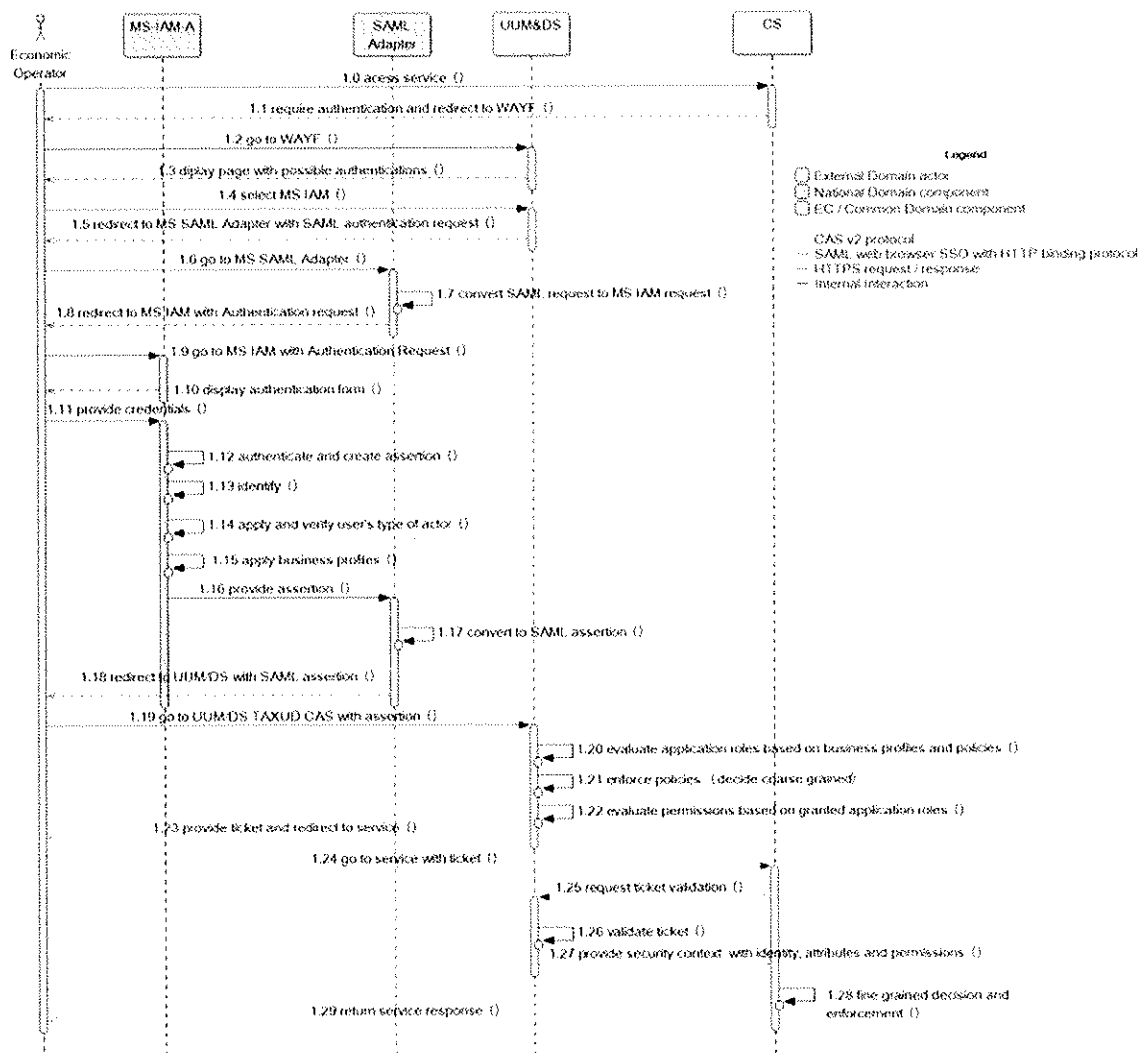 MS-IAM-A
SAML
Adapter
UUM&DS
CS
Economic
Operator
1.0 acess service ()
1.1 require authentication and redirect to WAYF ()
1.2 go to WAYF ()
1.3 diplay page with possible authentications ()
1.4 select MS IAM ()
1.5 redirect to MS SAML Adapter with SAML authentication request ()
1.6 go to MS SAML Adapter ()
1.7 convert SAML request to MS IAM request ()
1.8 redirect to MS IAM with Authentication request ()
1.9 go to MS IAM with Authentication Request ()
1.10 display authentication form ()
1.11 provide credentials ()
1.12 authenticate and create assertion ()
1.13 identify ()
1.14 apply and verify user's type of actor ()
1.15 apply business profiles ()
1.16 provide assertion ()
1.17 convert to SAML assertion ()
1.18 redirect to UUM/DS with SAML assertion ()
1.19 go to UUM/DS TAXUD CAS with assertion ()
1.20 evaluate application roles based on business profiles and policies ()
1.21 enforce policies (decide coarse grained)
1.22 evaluate permissions based on granted application roles ()
1.23 provide ticket and redirect to service ()
1.24 go to service with ticket ()
1.25 request ticket validation ()
1.26 validate ticket ()
1.27 provide security context with identity, attributes and permissions ()
1.28 fine grained decision and
enforcement ()
1.29 return service response ()
Legend
External Domain actor
National Domain component
EC / Common Domain component
CAS v2 protocol
SAML web browser SSO with HTTP binding protocol
HTTPS request / response
Internal interaction